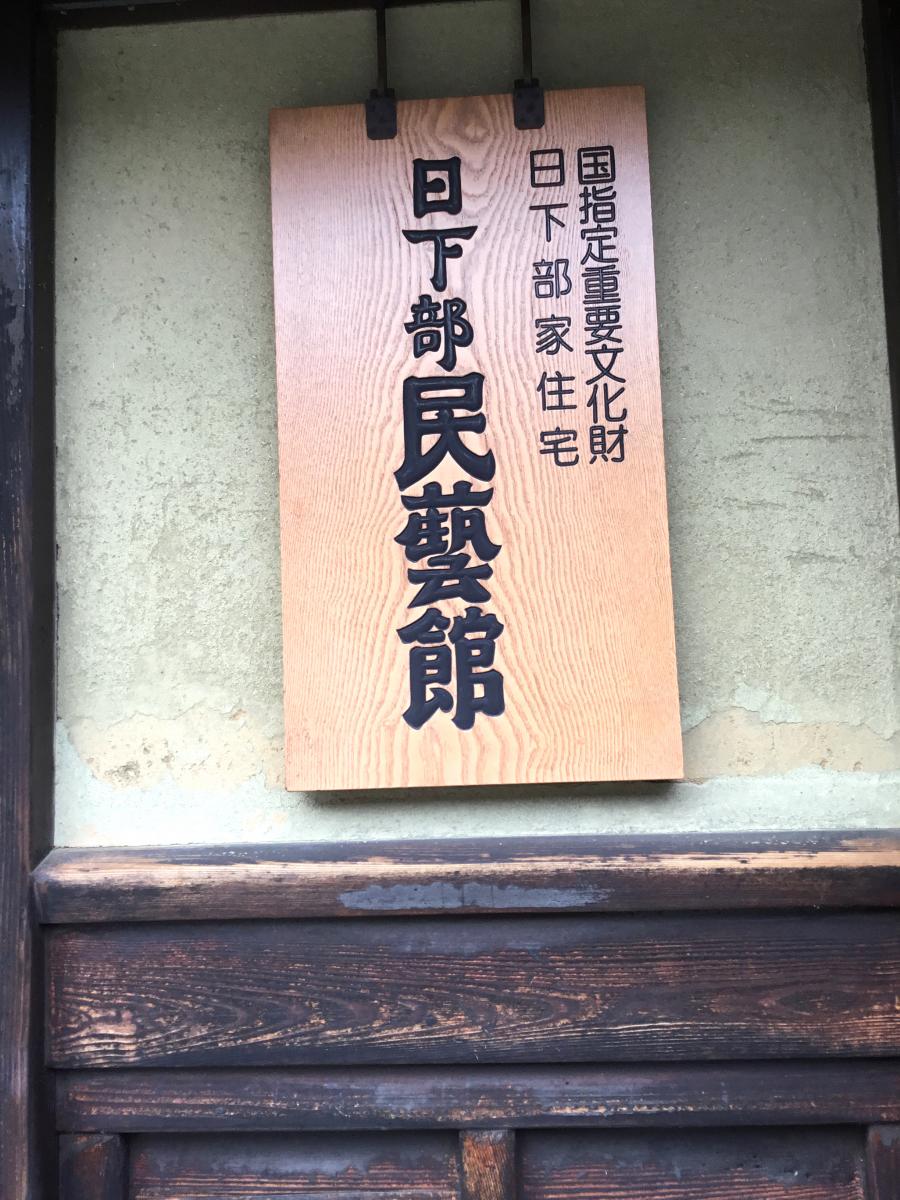 国指定重要文化財
日下部家住宅
日下部民藝館